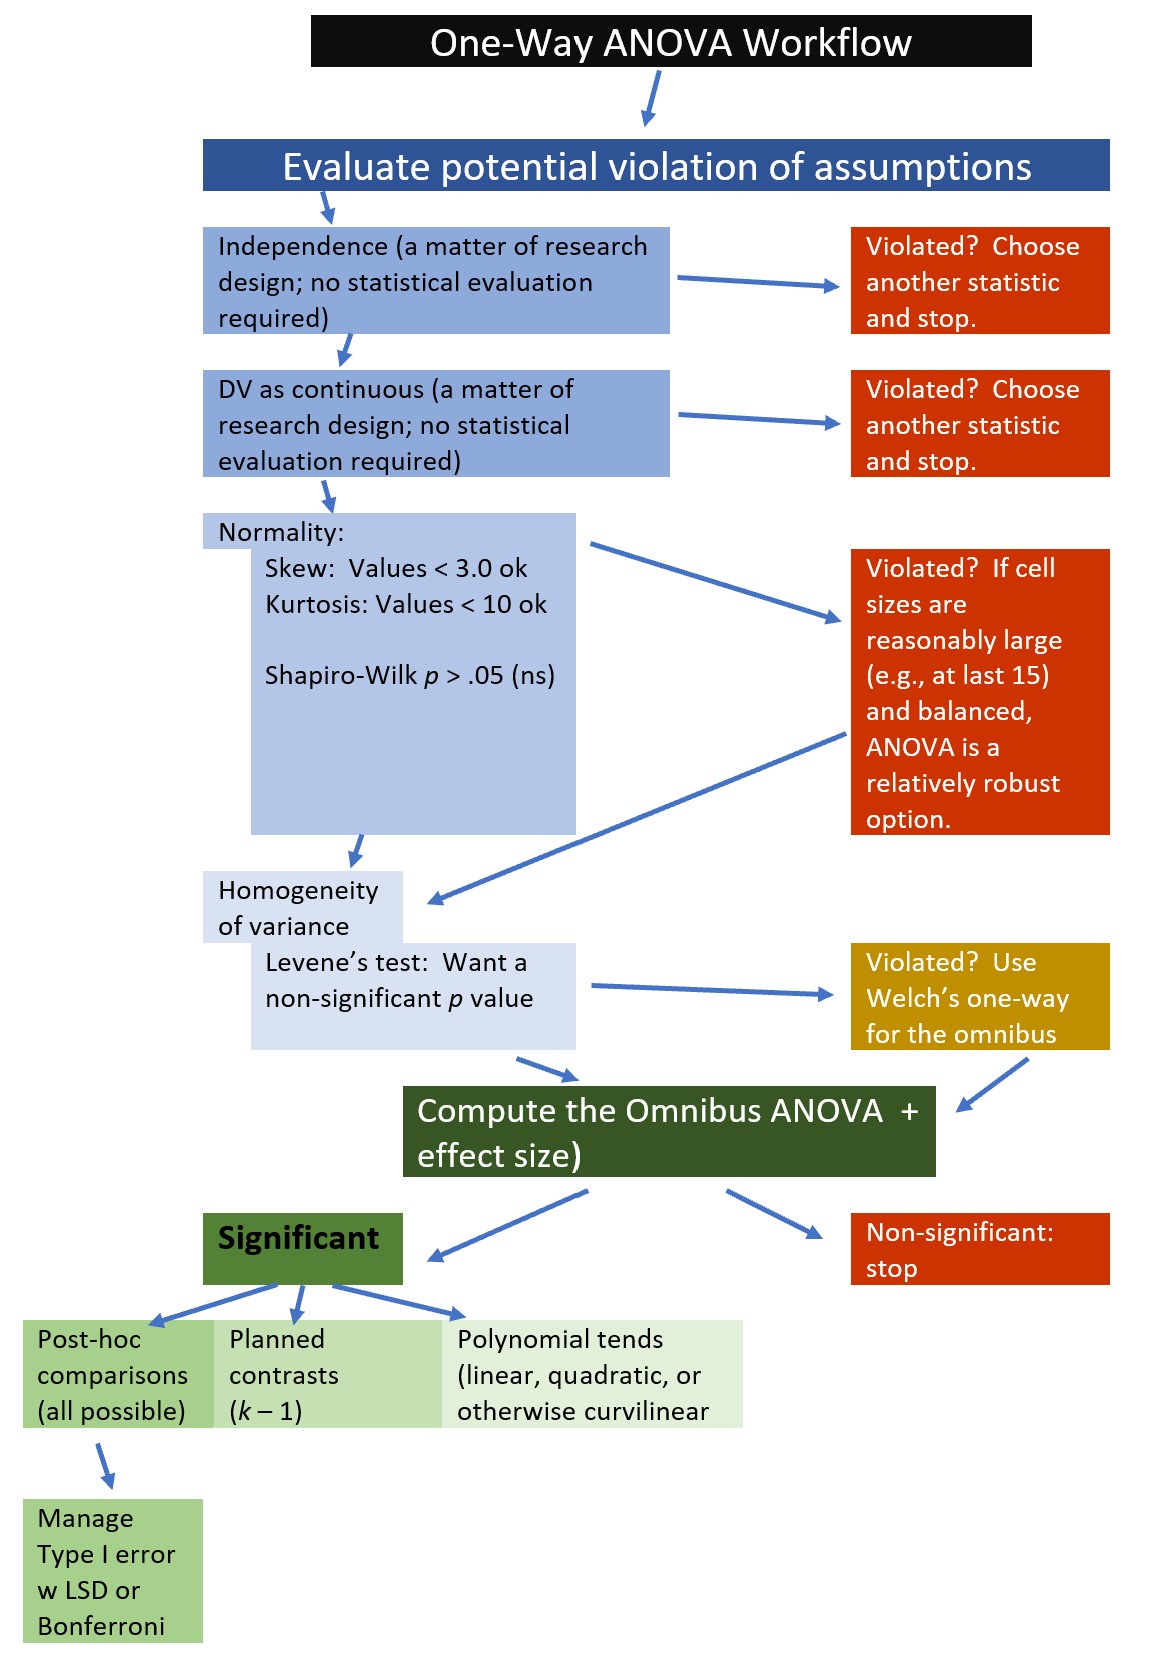 One-Way ANOVA Workflow
Evaluate potential violation of assumptions
Independence (a matter of research
design; no statistical evaluation
required)
Violated?  Choose
another statistic
and stop.
DV as continuous (a matter of
research design; no statistical
evaluation required)
Violated?  Choose
another statistic
and stop.
Normality:
Skew:  Values < 3.0 ok
Kurtosis: Values < 10 ok
Shapiro-Wilk p > .05 (ns)
Violated?  If cell
sizes are
reasonably large
(e.g., at last 15)
and balanced,
ANOVA is a
relatively robust
option.
Homogeneity
of variance
Levene’s test:  Want a
non-significant p value
Violated?  Use
Welch’s one-way
for the omnibus
Compute the Omnibus ANOVA  +
effect size)
Significant
Non-significant:
stop
Post-hoc
comparisons
(all possible)
Planned
contrasts
(k – 1)
Polynomial tends
(linear, quadratic, or
otherwise curvilinear
Manage
Type I error
w LSD or
Bonferroni